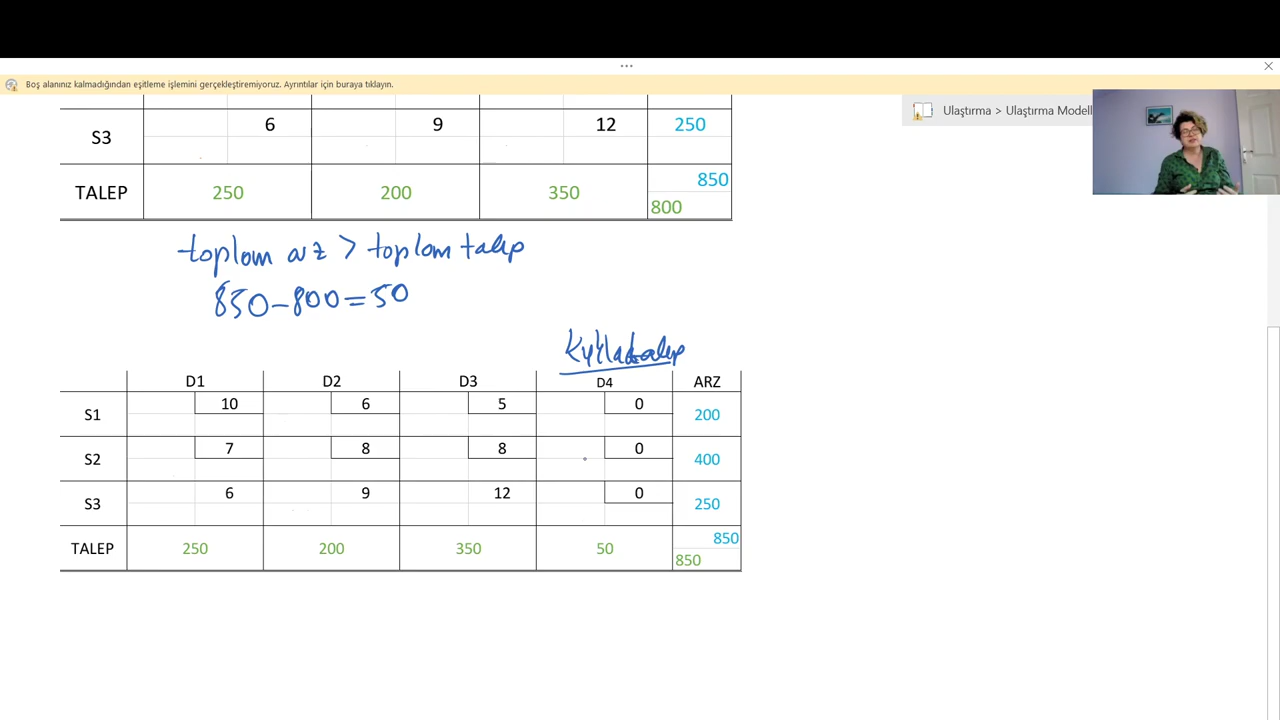 Boş alanınız kalmadığından eşitleme işlemini gerçekleştiremiyoruz. Ayrıntılar için buraya tıklayın.
Ulaştırma > Ulaştırma Modell
S3 6 9 12 250
TALEP 250 200 350 850
800
toplam arz > toplam talep
850-800=50
D1 D2 D3 D4 ARZ
S1 10 6 5 0 200
S2 7 8 8 0 400
S3 6 9 12 0 250
TALEP 250 200 350 50 850
850